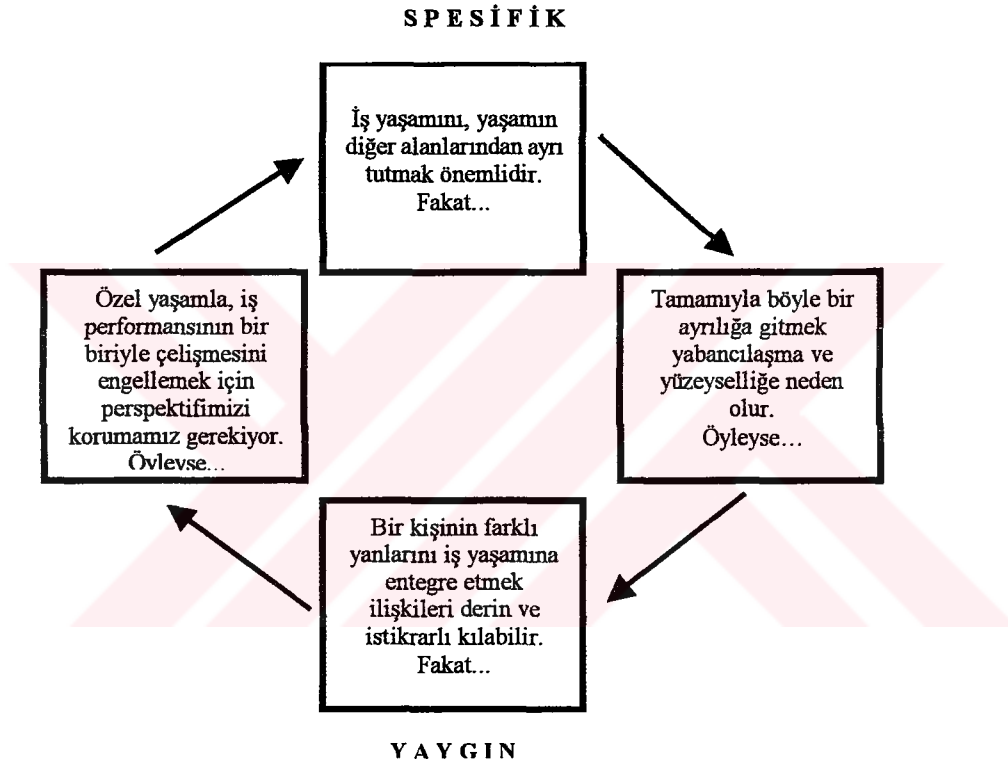 SPESİFİK
İş yaşamını, yaşamın
diğer alanlarından ayrı
tutmak önemlidir.
Fakat...
Özel yaşamla, iş
performansının bir
biriyle çelişmesini
engellemek için
perspektifimizi
korumamız gerekiyor.
Öyleyse...
Tamamıyla böyle bir
ayrılığa gitmek
yabancılaşma ve
yüzeyselliğe neden
olur.
Öyleyse...
Bir kişinin farklı
yanlarını iş yaşamına
entegre etmek
ilişkileri derin ve
istikrarlı kılabilir.
Fakat...
YAYGIN